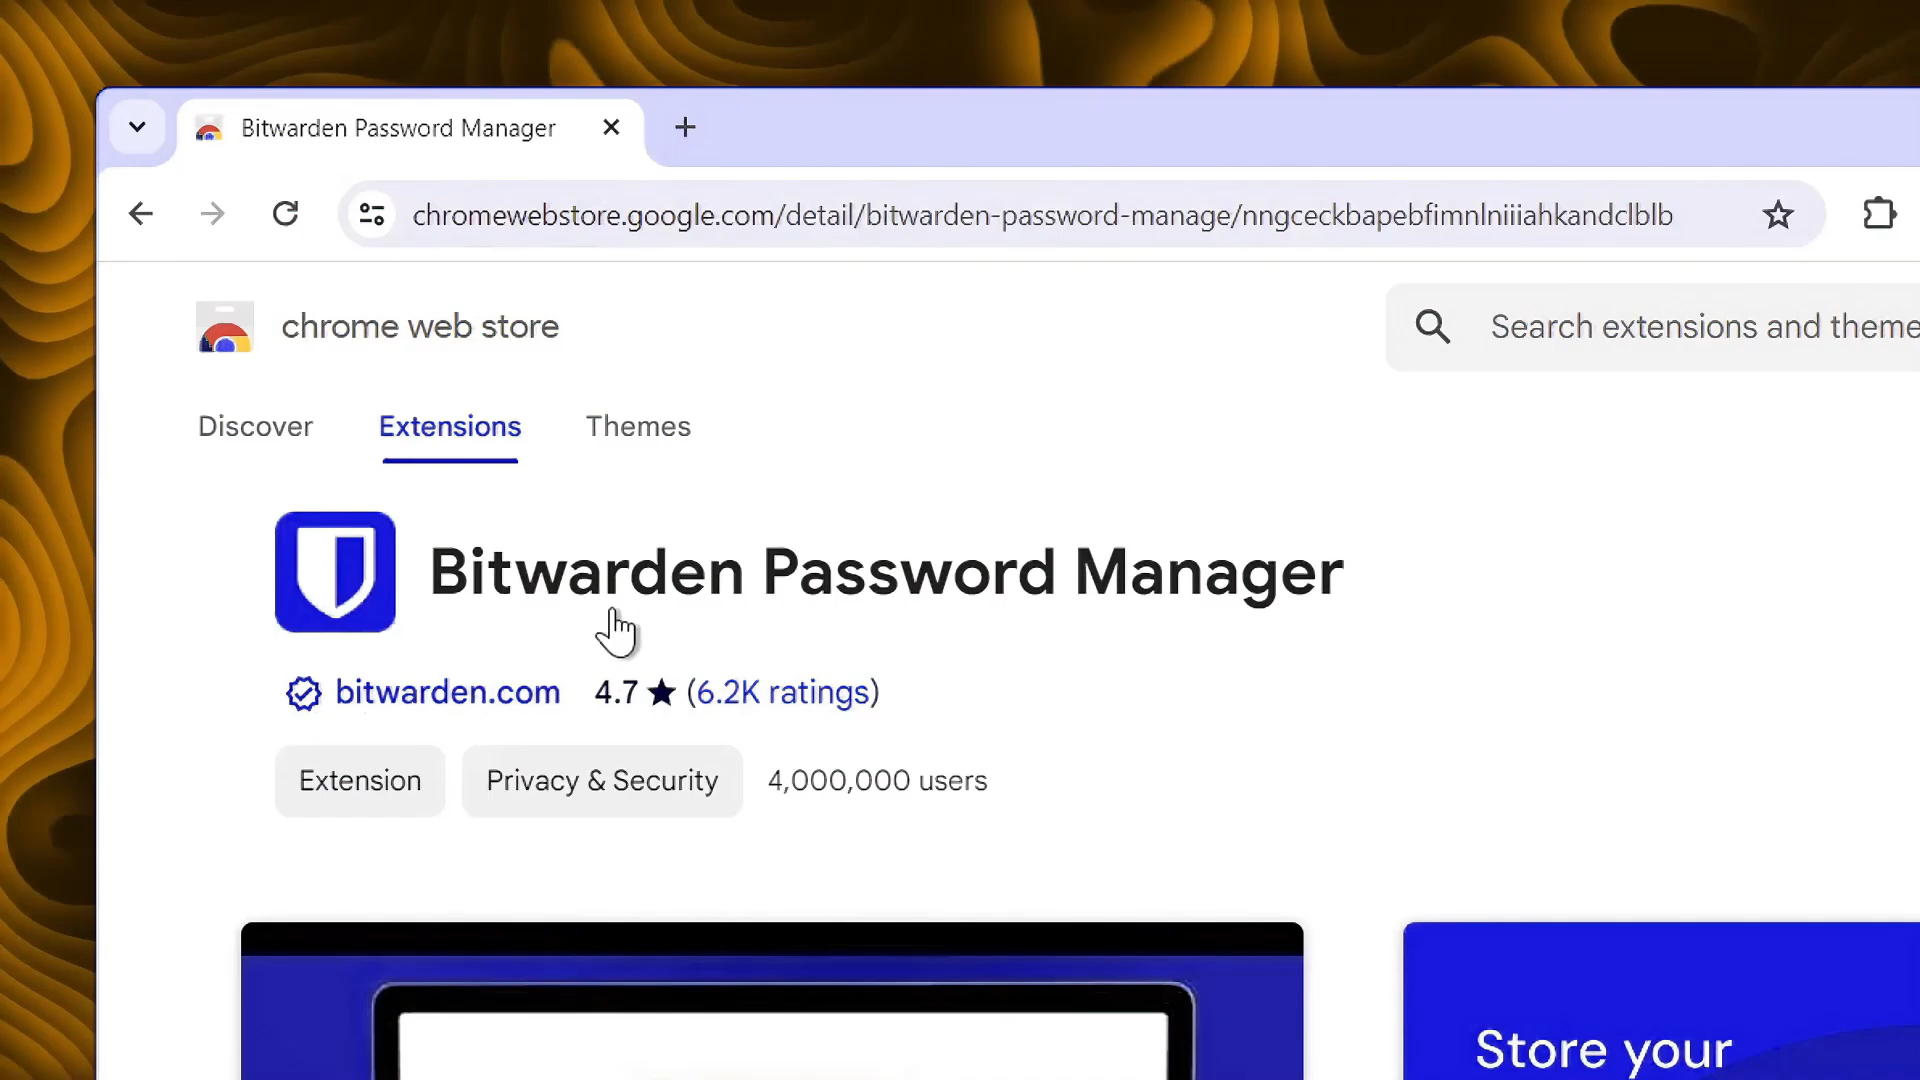 Bitwarden Password Manager
chromewebstore.google.com/detail/bitwarden-password-manage/nngceckbapebfimnlniiiahkandclblb
chrome web store
Search extensions and theme
Discover
Extensions
Themes
Bitwarden Password Manager
bitwarden.com
4.7 ★ (6.2K ratings)
Extension
Privacy & Security
4,000,000 users
Store your